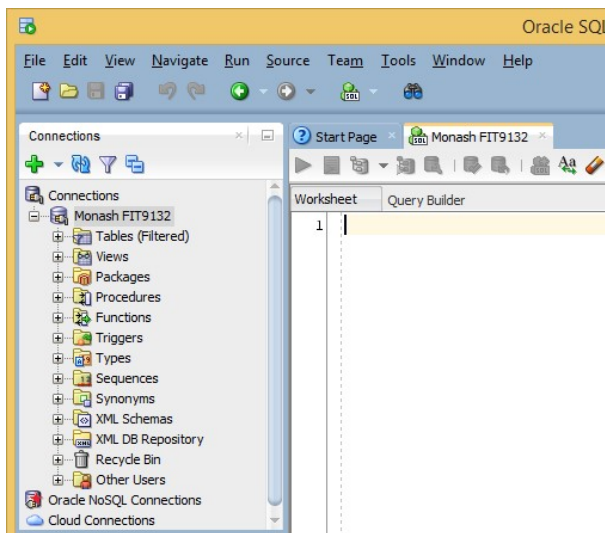 Oracle SQL
File Edit View Navigate Run Source Team Tools Window Help
Connections
Start Page Monash FIT9132
Worksheet Query Builder
1
Connections
Monash FIT9132
Tables (Filtered)
Views
Packages
Procedures
Functions
Triggers
Types
Sequences
Synonyms
XML Schemas
XML DB Repository
Recycle Bin
Other Users
Oracle NoSQL Connections
Cloud Connections